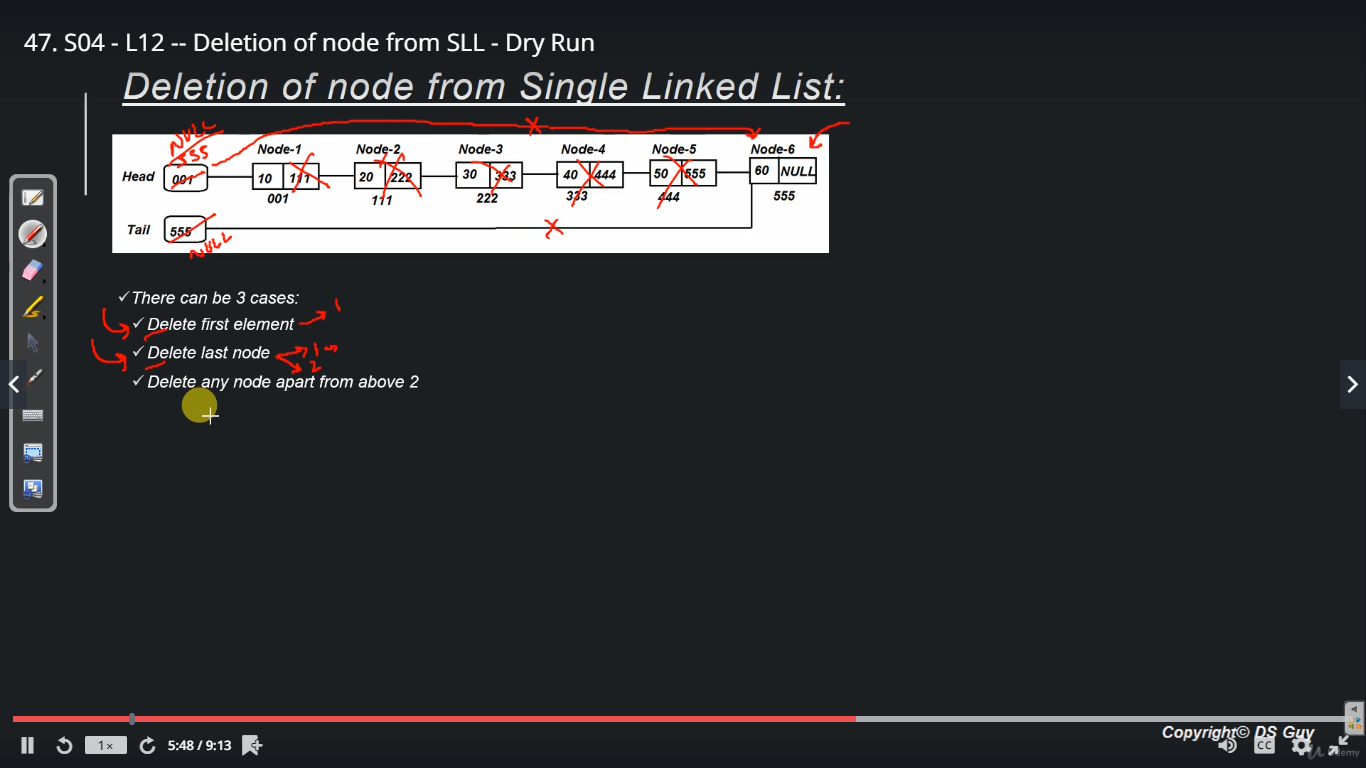 47. S04 - L12 -- Deletion of node from SLL - Dry Run
Deletion of node from Single Linked List:
NULL
555
Node-1 Node-2 Node-3 Node-4 Node-5 Node-6
Head 001 10 111 20 222 30 333 40 444 50 555 60 NULL
001 111 222 333 444 555
Tail 555
NULL
✓There can be 3 cases:
✓Delete first element 1
✓Delete last node 1
2
✓Delete any node apart from above 2
Copyright© DS Guy
1× 5:48 / 9:13 CC